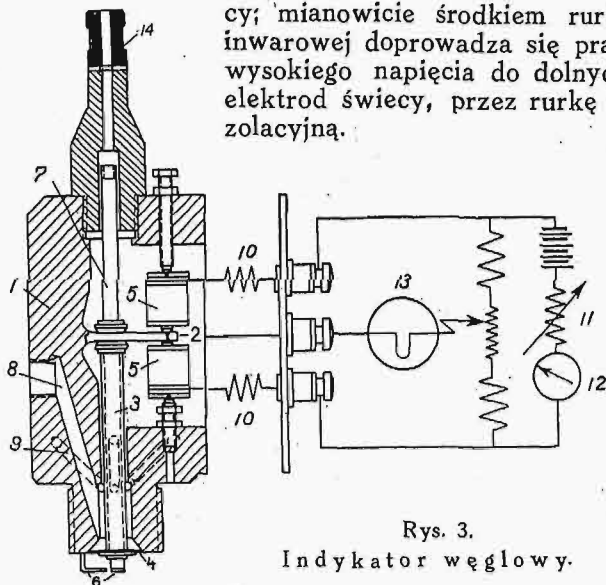 cy; mianowicie środkiem rur
inwarowej doprowadza się prą
wysokiego napięcia do dolnyc
elektrod świecy, przez rurkę
zolacyjną.
14
7
1
5
2
5
8
3
9
4
6
10
10
13
11
12
Rys. 3.
Indykator węglowy.